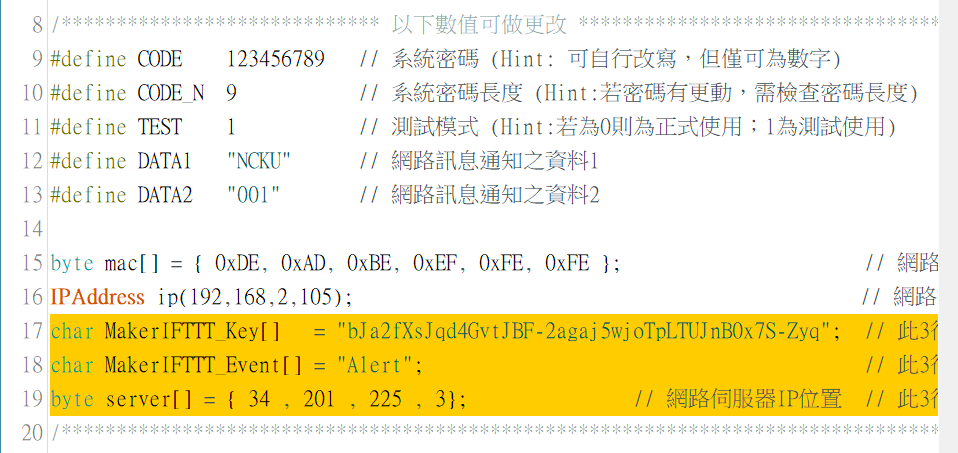 8 /***************************** 以下數值可做更改 *********************************
9 #define CODE    123456789   // 系統密碼 (Hint: 可自行改寫，但僅可為數字)
10 #define CODE_N  9           // 系統密碼長度 (Hint:若密碼有更動，需檢查密碼長度)
11 #define TEST    1           // 測試模式 (Hint:若為0則為正式使用；1為測試使用)
12 #define DATA1   "NCKU"      // 網路訊息通知之資料1
13 #define DATA2   "001"       // 網路訊息通知之資料2
14
15 byte mac[] = { 0xDE, 0xAD, 0xBE, 0xEF, 0xFE, 0xFE };                      // 網路
16 IPAddress ip(192,168,2,105);                                              // 網路
17 char MakerIFTTT_Key[]   = "bJa2fXsJqd4GvtJBF-2agaj5wjoTpLTUJnB0x7S-Zyq";  // 此3行
18 char MakerIFTTT_Event[] = "Alert";                                        // 此3行
19 byte server[] = { 34 , 201 , 225 , 3};               // 網路伺服器IP位置  // 此3行
20 /*********************************************************************************